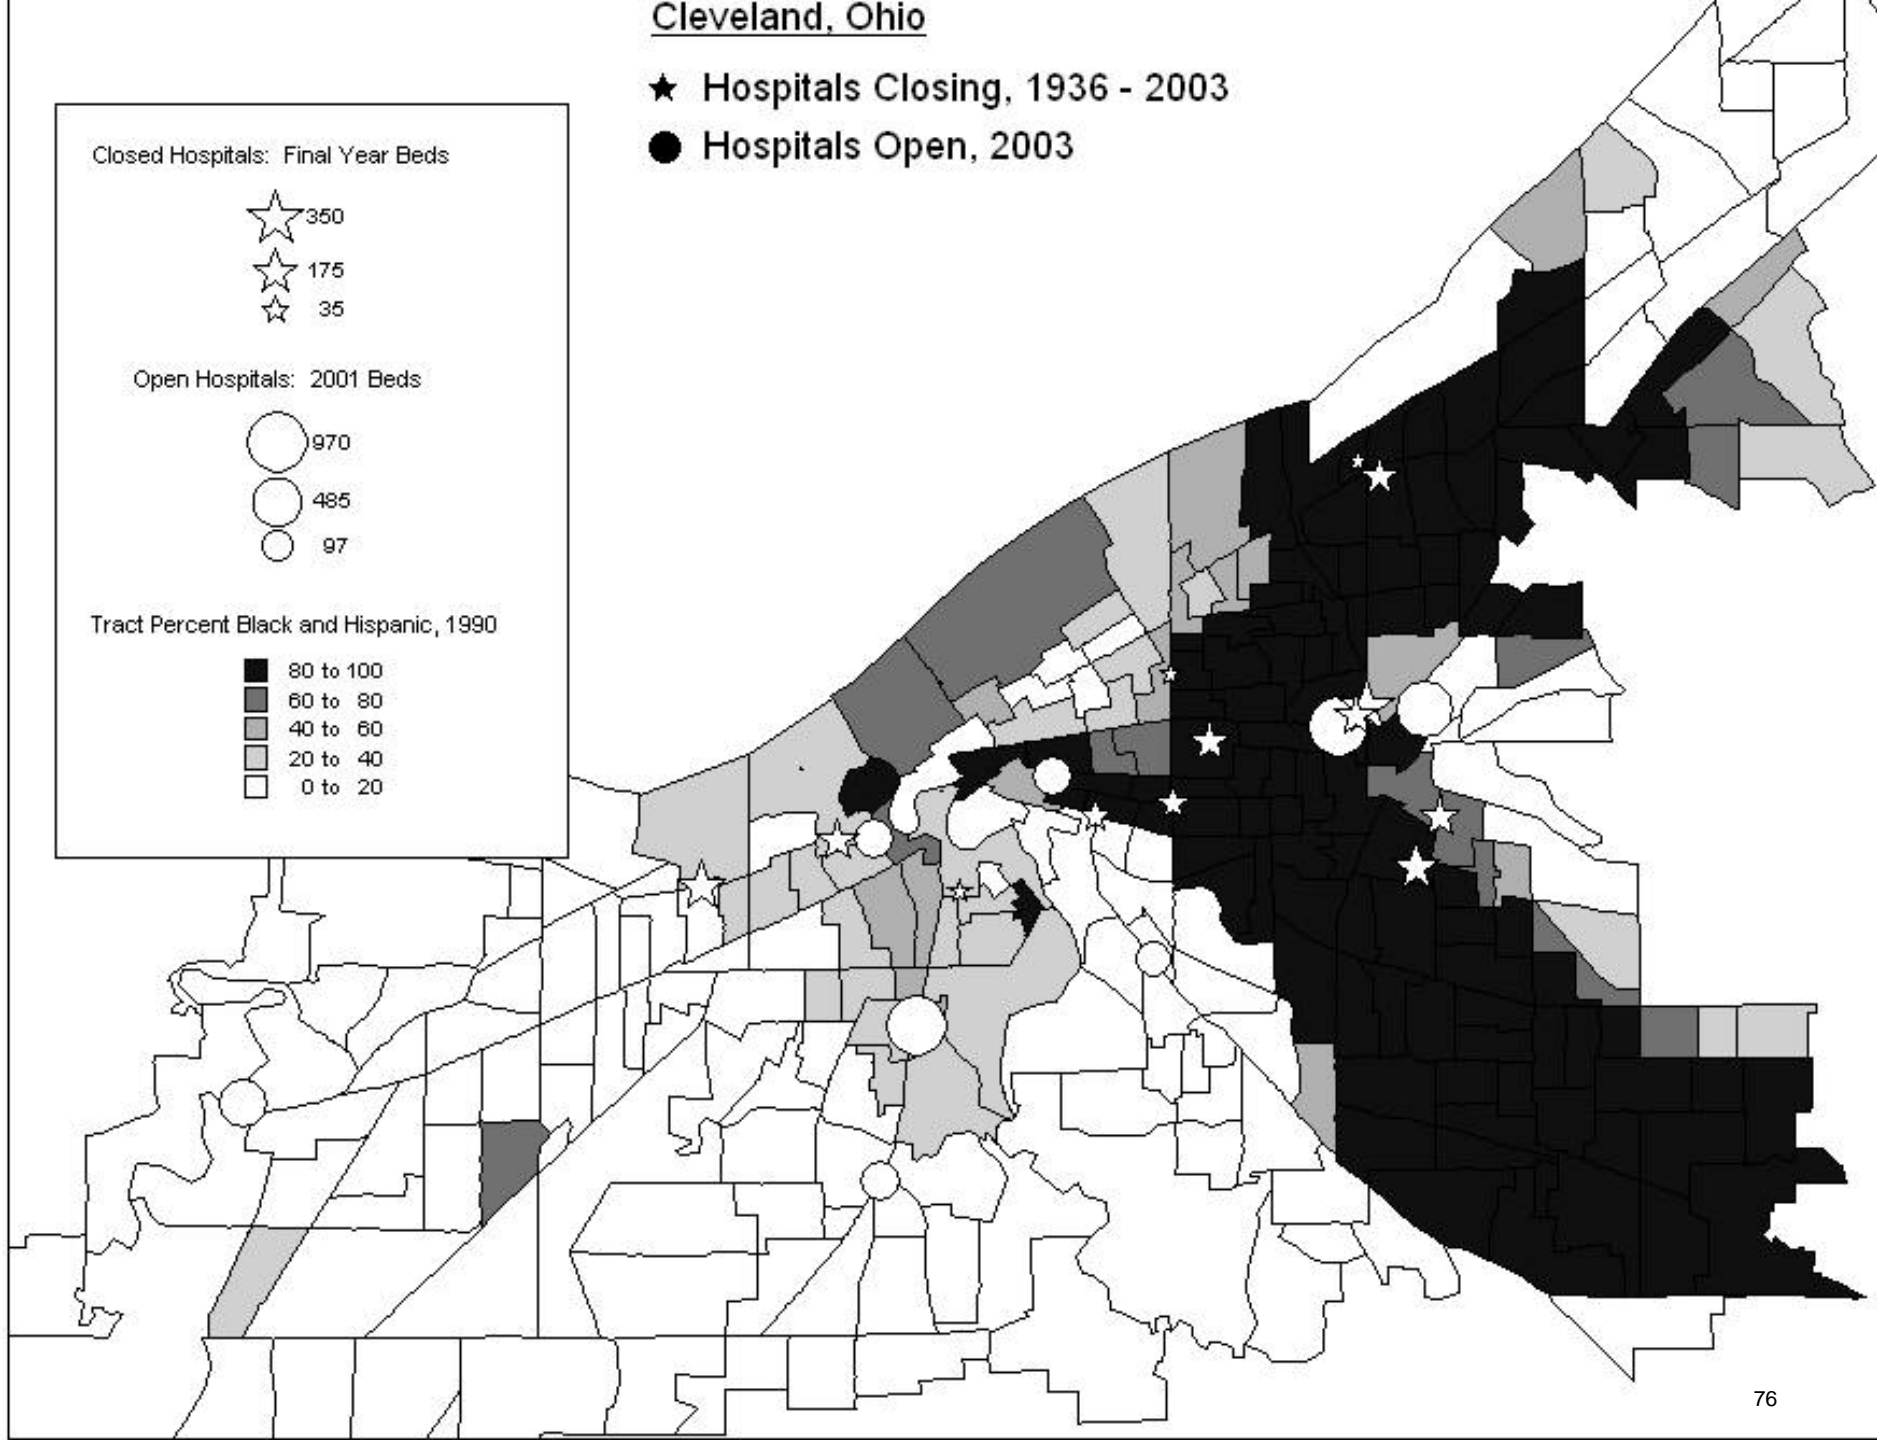 Cleveland, Ohio
★ Hospitals Closing, 1936 - 2003
● Hospitals Open, 2003
Closed Hospitals: Final Year Beds
350
175
35
Open Hospitals: 2001 Beds
970
485
97
Tract Percent Black and Hispanic, 1990
80 to 100
60 to 80
40 to 60
20 to 40
0 to 20
76